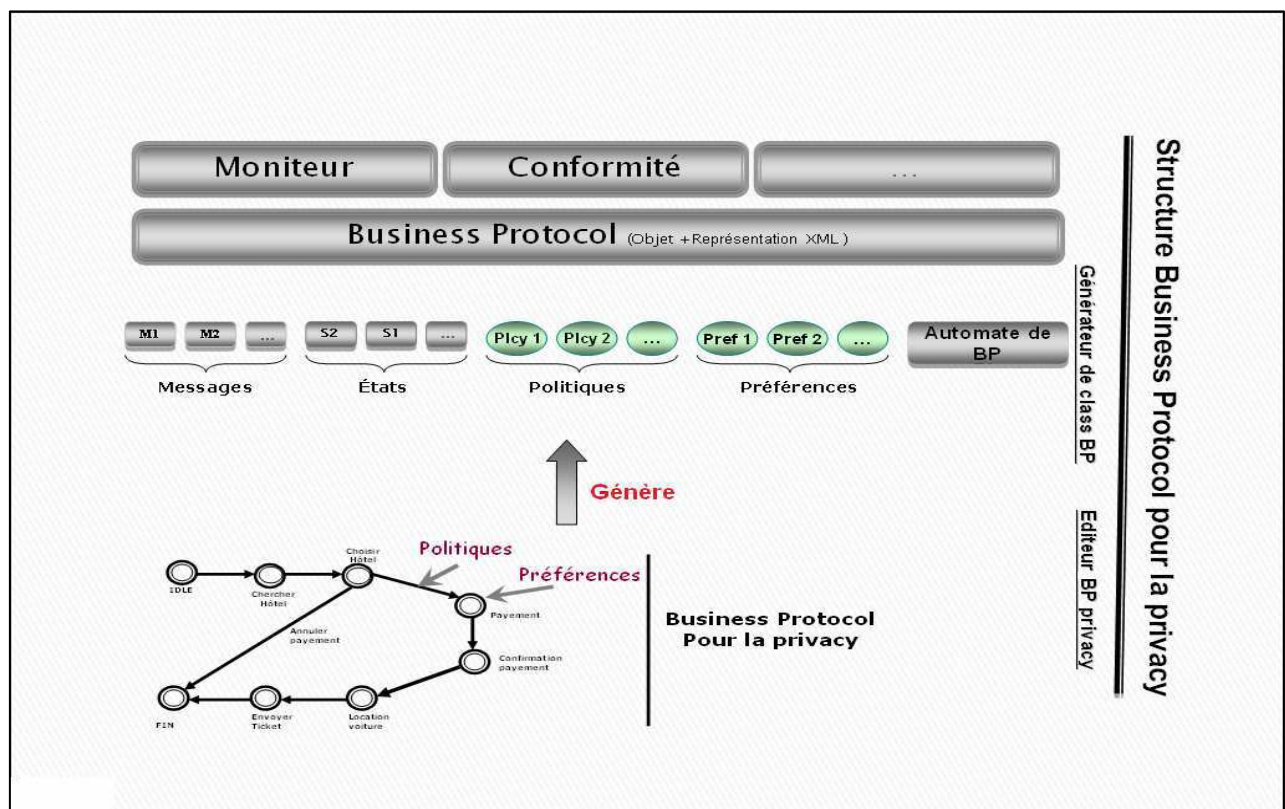 Moniteur
Conformité
...
Business Protocol (Objet +Représentation XML )
M1
M2
...
S2
S1
...
Plcy 1
Plcy 2
...
Pref 1
Pref 2
...
Automate de
BP
Messages
États
Politiques
Préférences
Génère
Politiques
Préférences
IDLE
Chercher
Hôtel
Choisir
Hôtel
Payement
Annuler
payement
Confirmation
payement
FIN
Envoyer
Ticket
Location
voiture
Business Protocol
Pour la privacy
Générateur de class BP
Editeur BP privacy
Structure Business Protocol pour la privacy